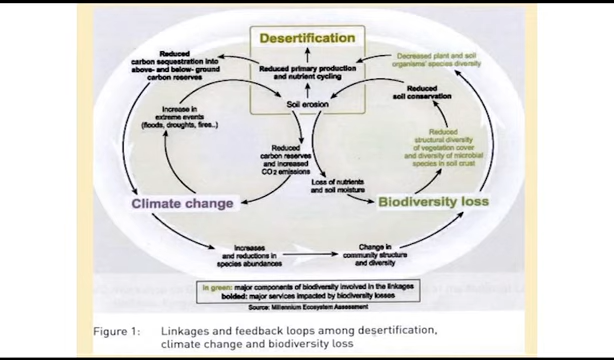 Desertification
Reduced
carbon sequestration into
above- and below- ground
carbon reserves
Reduced primary production
and nutrient cycling
Decreased plant and soil
organisms' species diversity
Soil erosion
Reduced
soil conservation
Increase in
extreme events
(floods, droughts, fires..)
Reduced
carbon reserves
and increased
CO2 emissions
Reduced
structural diversity
of vegetation cover
and diversity of microbial
species in soil crust
Loss of nutrients
and soil moisture
Climate change
Biodiversity loss
Increases
and reductions in
species abundances
Change in
community structure
and diversity
In green: major components of biodiversity involved in the linkages
bolded: major services impacted by biodiversity losses
Source: Millennium Ecosystem Assessment
Figure 1: Linkages and feedback loops among desertification,
climate change and biodiversity loss